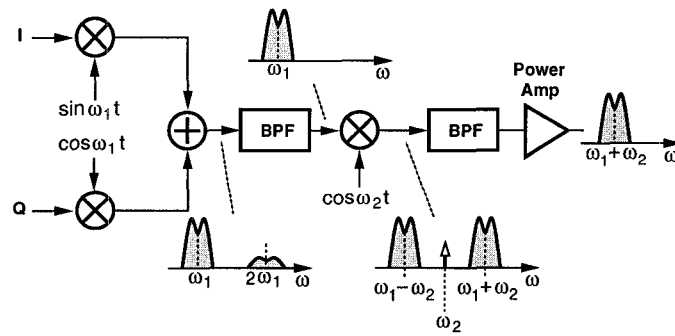 I
sin ω₁t
cos ω₁t
Q
BPF
ω₁
ω
cos ω₂t
BPF
Power
Amp
ω₁+ω₂
ω
ω₁
2ω₁
ω
ω₁−ω₂
ω₂
ω₁+ω₂
ω